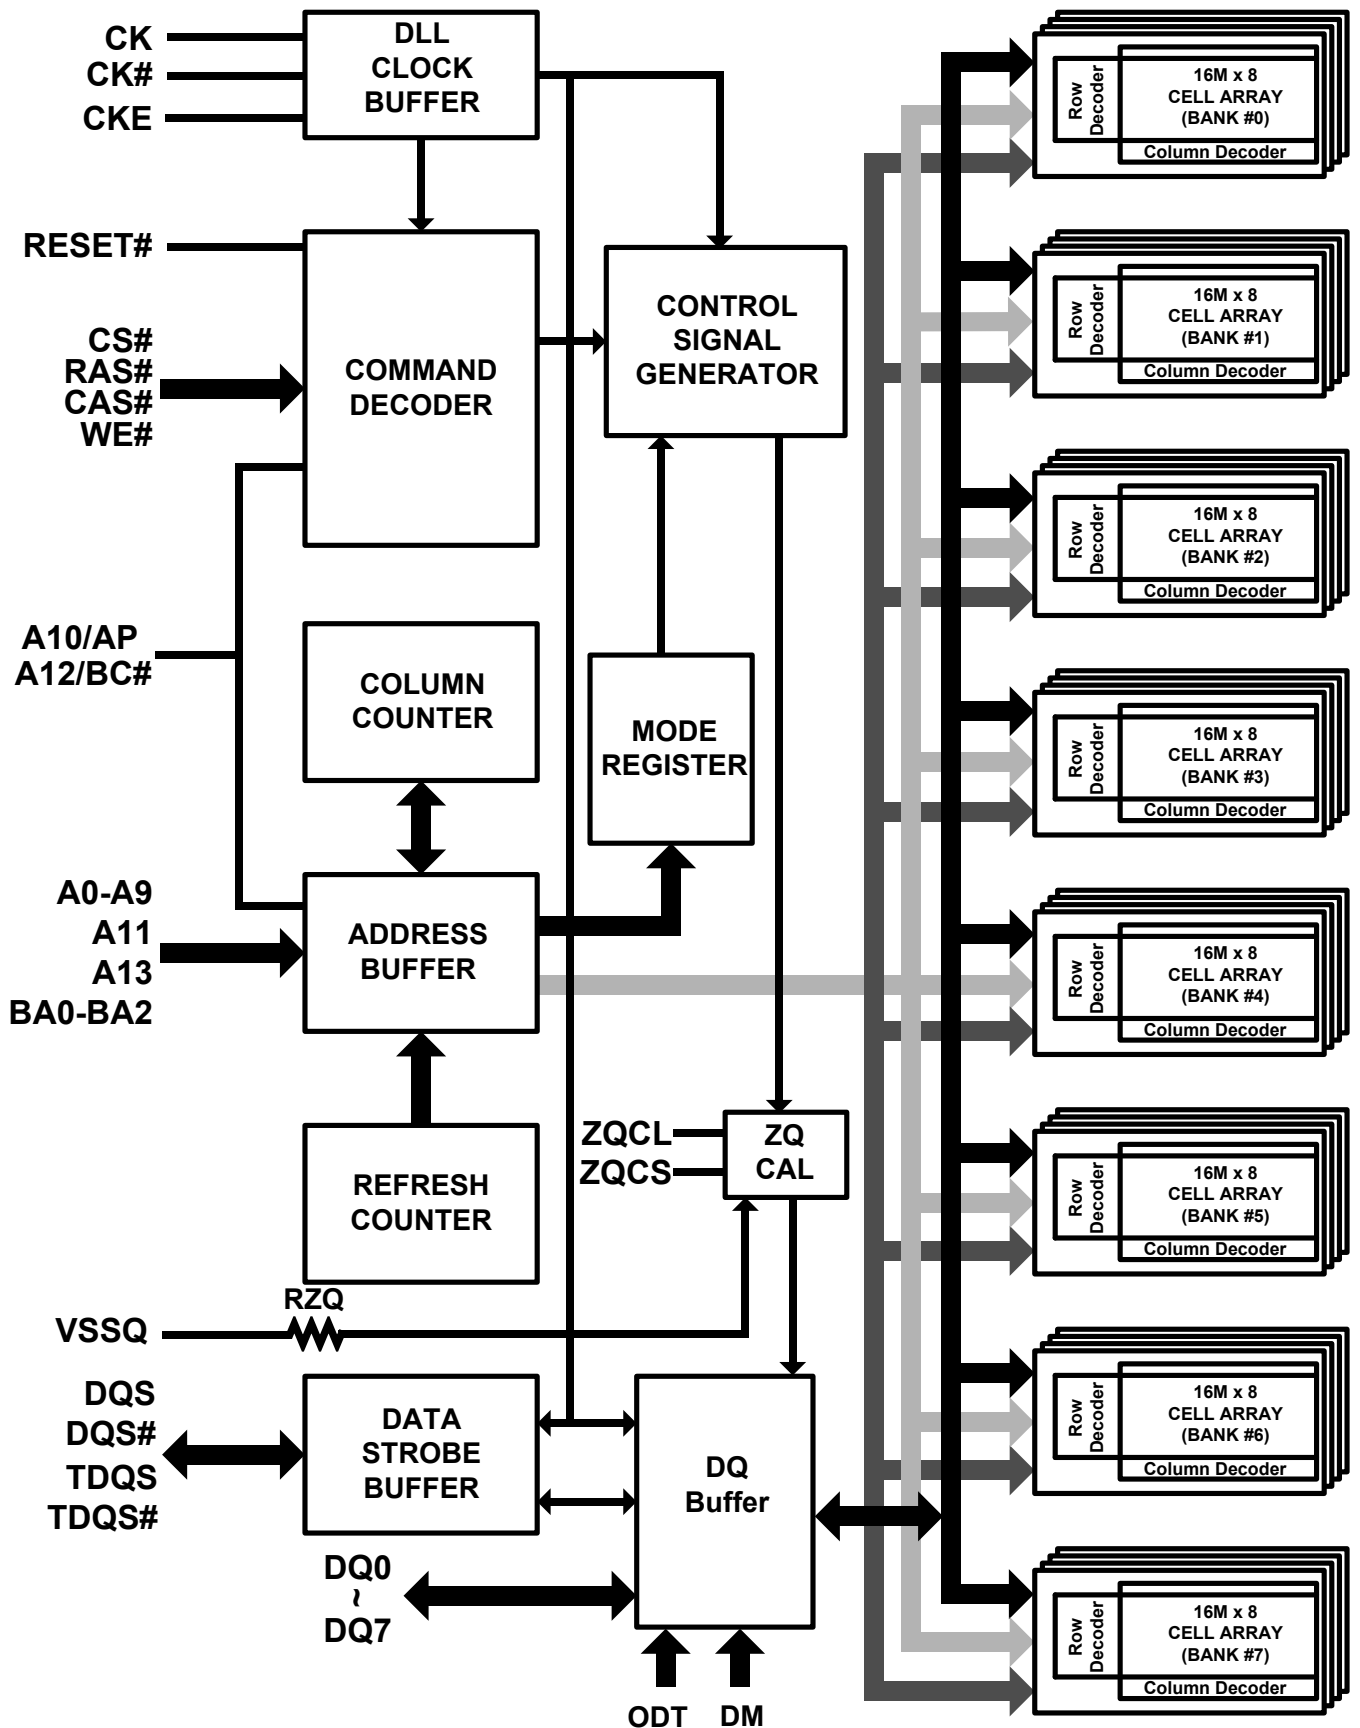 CK
CK#
CKE
DLL
CLOCK
BUFFER
RESET#
CS#
RAS#
CAS#
WE#
COMMAND
DECODER
CONTROL
SIGNAL
GENERATOR
A10/AP
A12/BC#
COLUMN
COUNTER
MODE
REGISTER
A0-A9
A11
A13
BA0-BA2
ADDRESS
BUFFER
REFRESH
COUNTER
ZQCL
ZQCS
ZQ
CAL
RZQ
VSSQ
DQS
DQS#
TDQS
TDQS#
DATA
STROBE
BUFFER
DQ
Buffer
DQ0
~
DQ7
ODT
DM
Row
Decoder
16M x 8
CELL ARRAY
(BANK #0)
Column Decoder
Row
Decoder
16M x 8
CELL ARRAY
(BANK #1)
Column Decoder
Row
Decoder
16M x 8
CELL ARRAY
(BANK #2)
Column Decoder
Row
Decoder
16M x 8
CELL ARRAY
(BANK #3)
Column Decoder
Row
Decoder
16M x 8
CELL ARRAY
(BANK #4)
Column Decoder
Row
Decoder
16M x 8
CELL ARRAY
(BANK #5)
Column Decoder
Row
Decoder
16M x 8
CELL ARRAY
(BANK #6)
Column Decoder
Row
Decoder
16M x 8
CELL ARRAY
(BANK #7)
Column Decoder